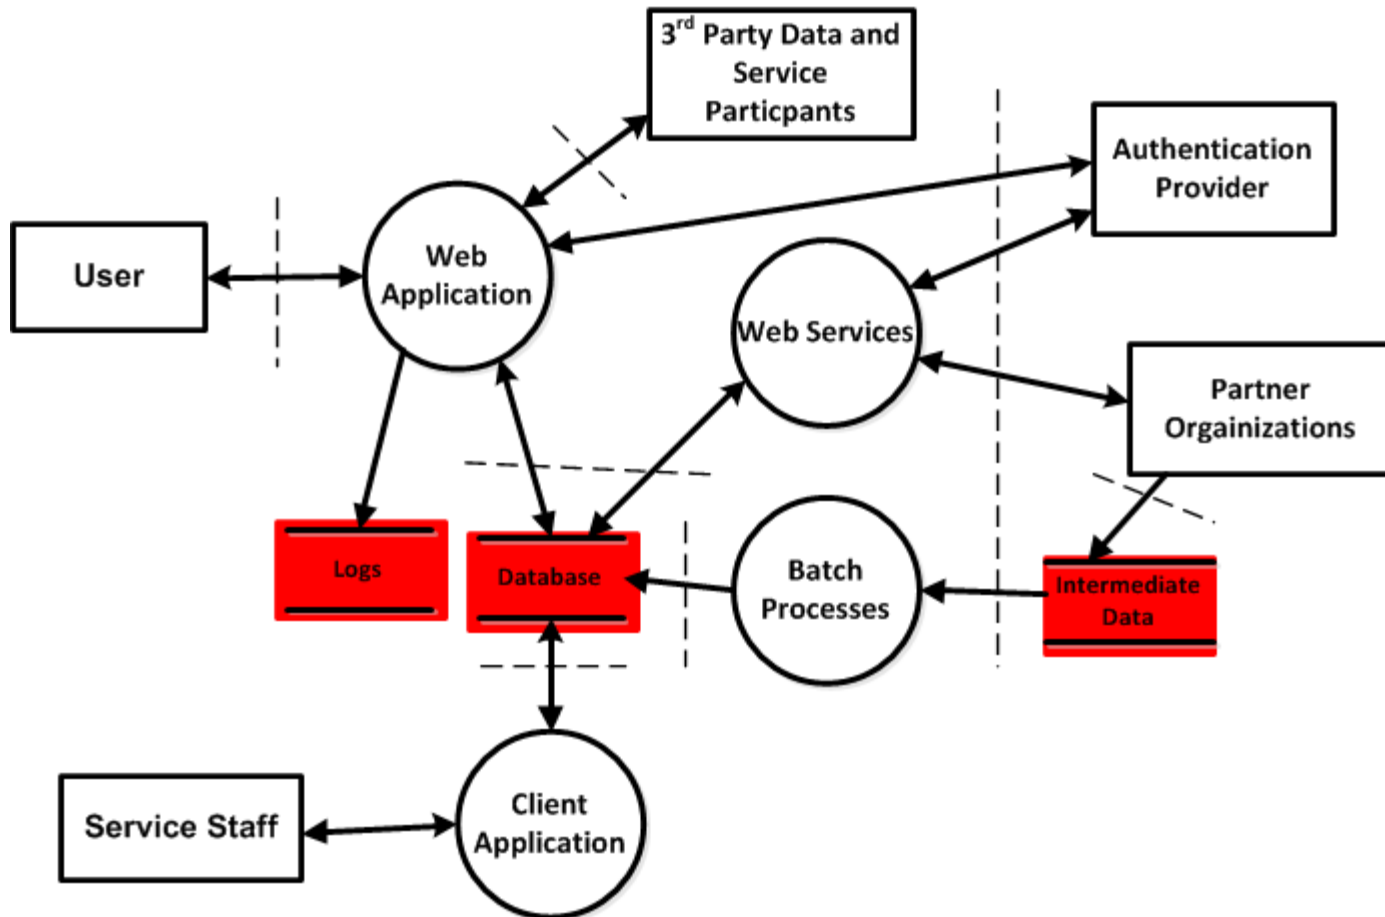 3rd Party Data and
Service
Particpants
Authentication
Provider
User
Web
Application
Web Services
Partner
Orgainizations
Logs
Database
Batch
Processes
Intermediate
Data
Service Staff
Client
Application